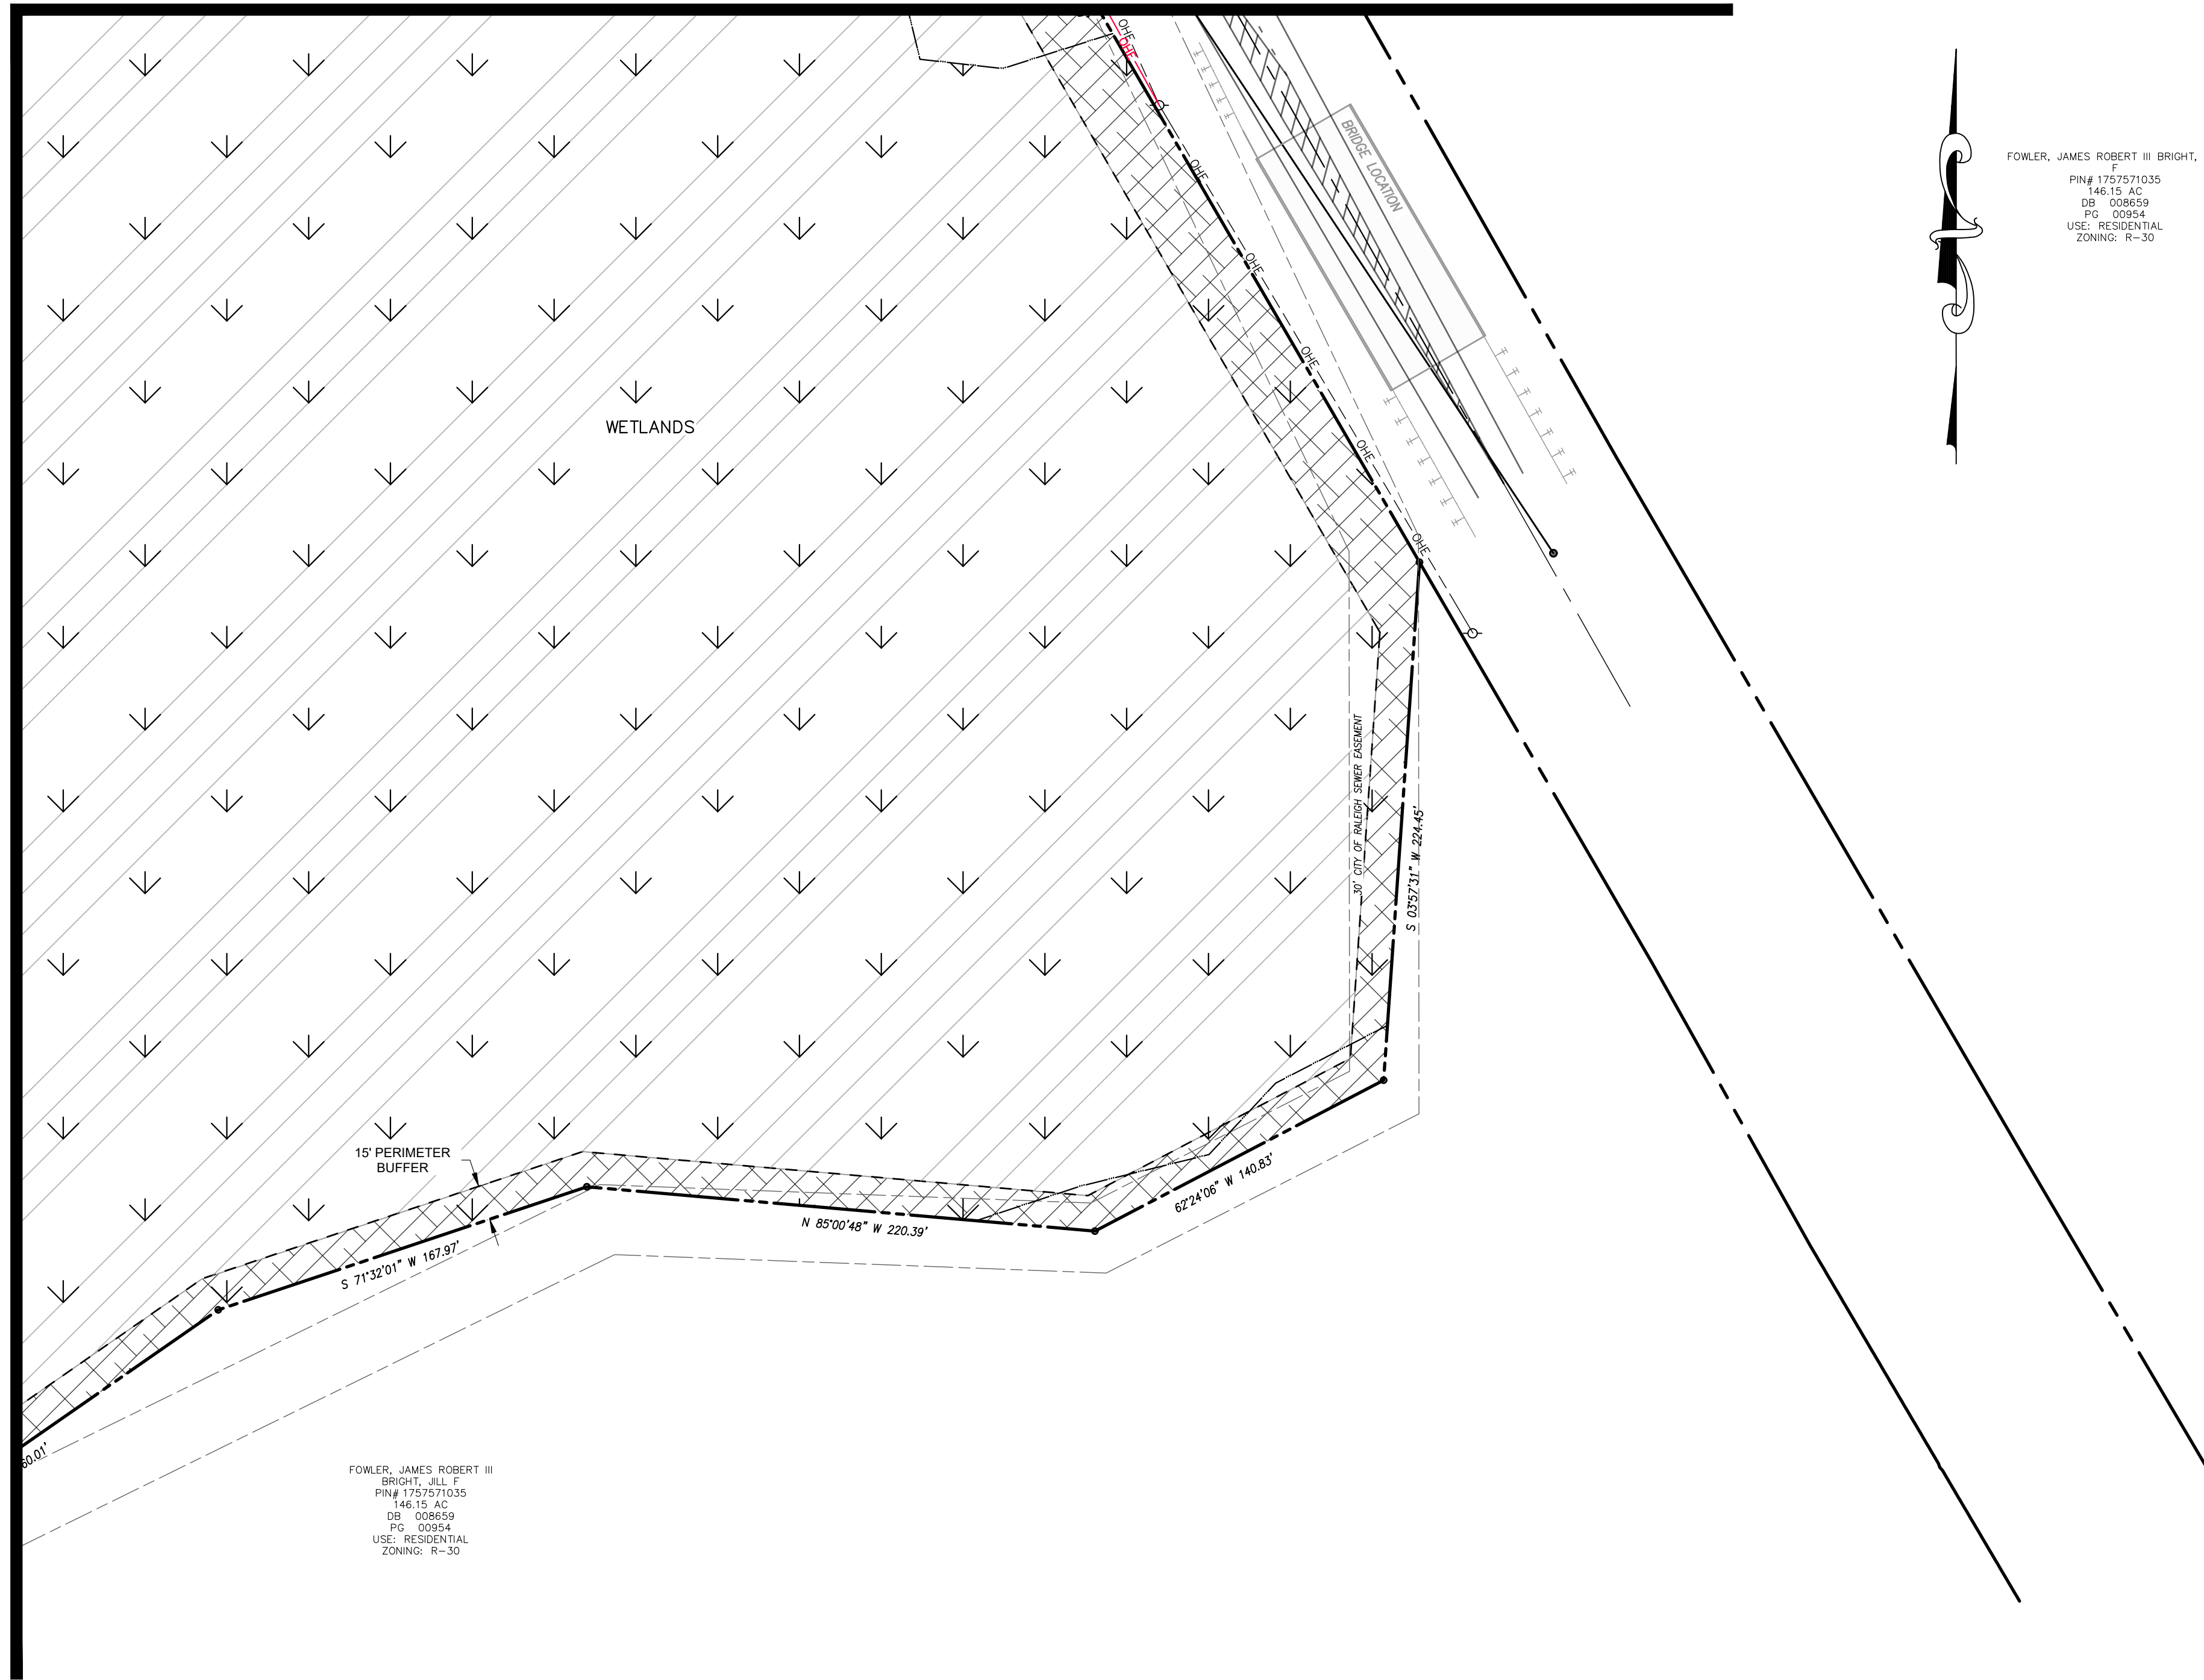 OHE
OHE
BRIDGE LOCATION
FOWLER, JAMES ROBERT III BRIGHT,
F
PIN# 1757571035
146.15 AC
DB 008659
PG 00954
USE: RESIDENTIAL
ZONING: R-30
OHE
OHE
OHE
WETLANDS
OHE
OHE
30' CITY OF RALEIGH SEWER EASEMENT
S 03°57'31" W 224.45'
15' PERIMETER
BUFFER
62°24'06" W 140.83'
N 85°00'48" W 220.39'
S 71°32'01" W 167.97'
60.01'
FOWLER, JAMES ROBERT III
BRIGHT, JILL F
PIN# 1757571035
146.15 AC
DB 008659
PG 00954
USE: RESIDENTIAL
ZONING: R-30